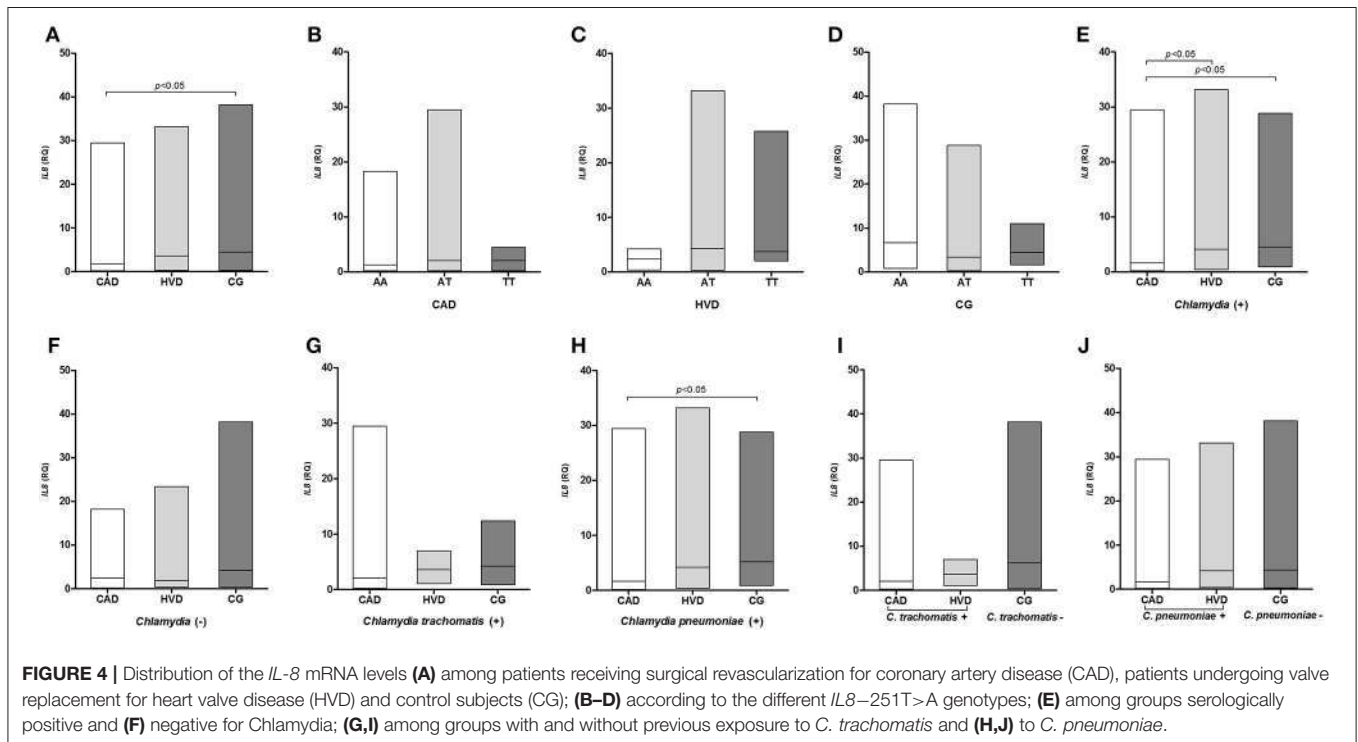 A
B
C
D
E
50
40
30
20
10
0
IL8 (RQ)
p<0.05
CAD HVD CG
40
30
20
10
0
IL8 (RQ)
AA AT TT
CAD
40
30
20
10
0
IL8 (RQ)
AA AT TT
HVD
50
40
30
20
10
0
IL8 (RQ)
AA AT TT
CG
40
30
20
10
0
IL8 (RQ)
p<0.05
p<0.05
CAD HVD CG
Chlamydia (+)
F
G
H
I
J
50
40
30
20
10
0
IL8 (RQ)
CAD HVD CG
Chlamydia (-)
40
30
20
10
0
IL8 (RQ)
CAD HVD CG
Chlamydia trachomatis (+)
40
30
20
10
0
IL8 (RQ)
p<0.05
CAD HVD CG
Chlamydia pneumoniae (+)
50
40
30
20
10
0
IL8 (RQ)
CAD HVD CG
C. trachomatis + C. trachomatis -
50
40
30
20
10
0
IL8 (RQ)
CAD HVD CG
C. pneumoniae + C. pneumoniae -
FIGURE 4 | Distribution of the IL-8 mRNA levels (A) among patients receiving surgical revascularization for coronary artery disease (CAD), patients undergoing valve
replacement for heart valve disease (HVD) and control subjects (CG); (B–D) according to the different IL8−251T>A genotypes; (E) among groups serologically
positive and (F) negative for Chlamydia; (G,I) among groups with and without previous exposure to C. trachomatis and (H,J) to C. pneumoniae.